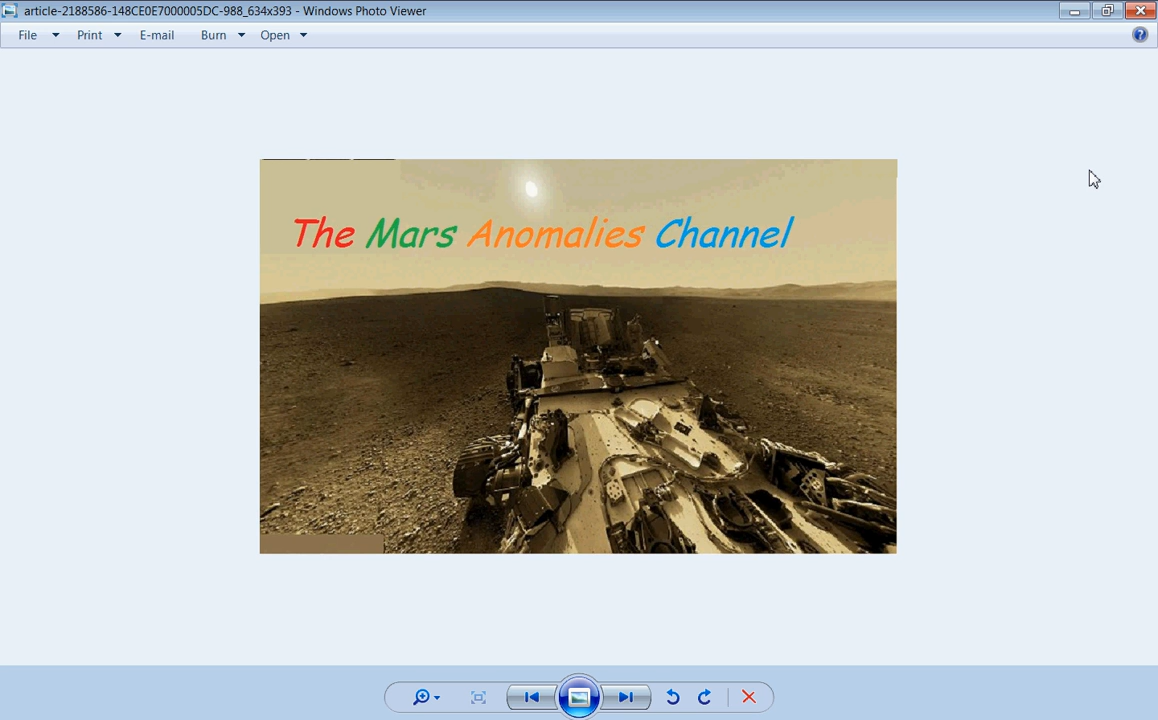 article-2188586-148CE0E7000005DC-988_634x393 - Windows Photo Viewer
File Print E-mail Burn Open
The Mars Anomalies Channel